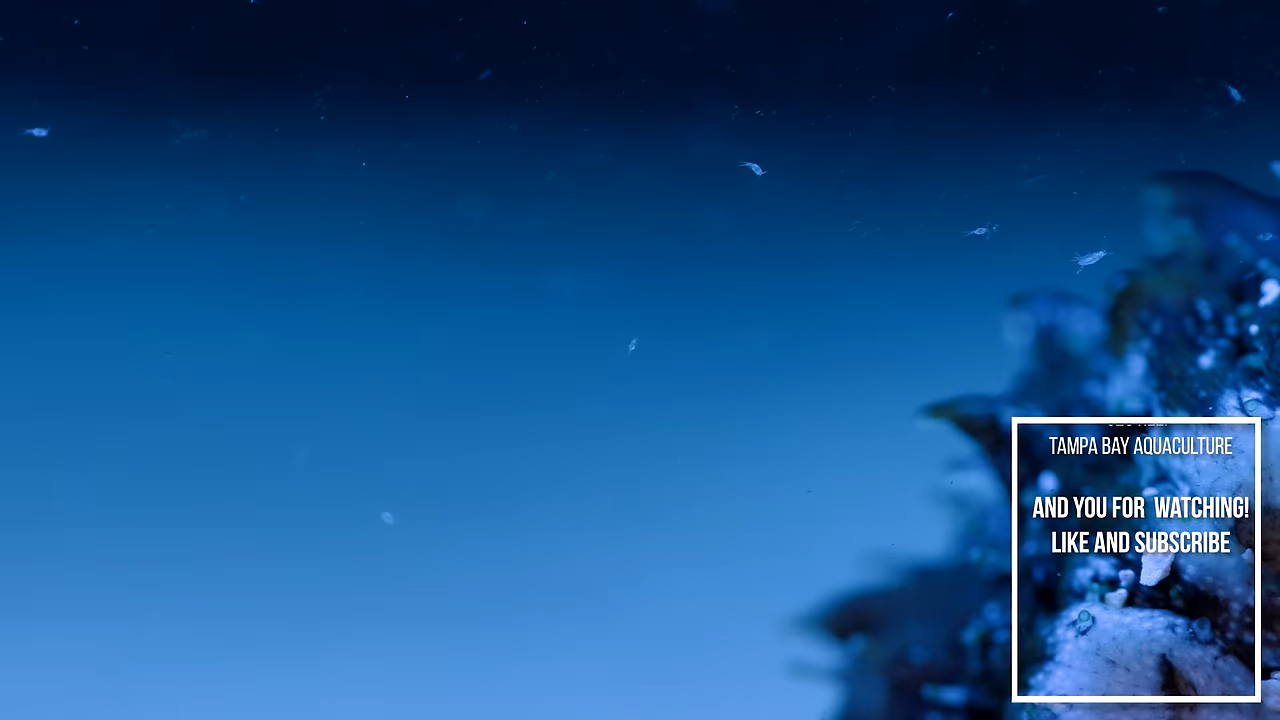 TAMPA BAY AQUACULTURE
AND YOU FOR WATCHING!
LIKE AND SUBSCRIBE